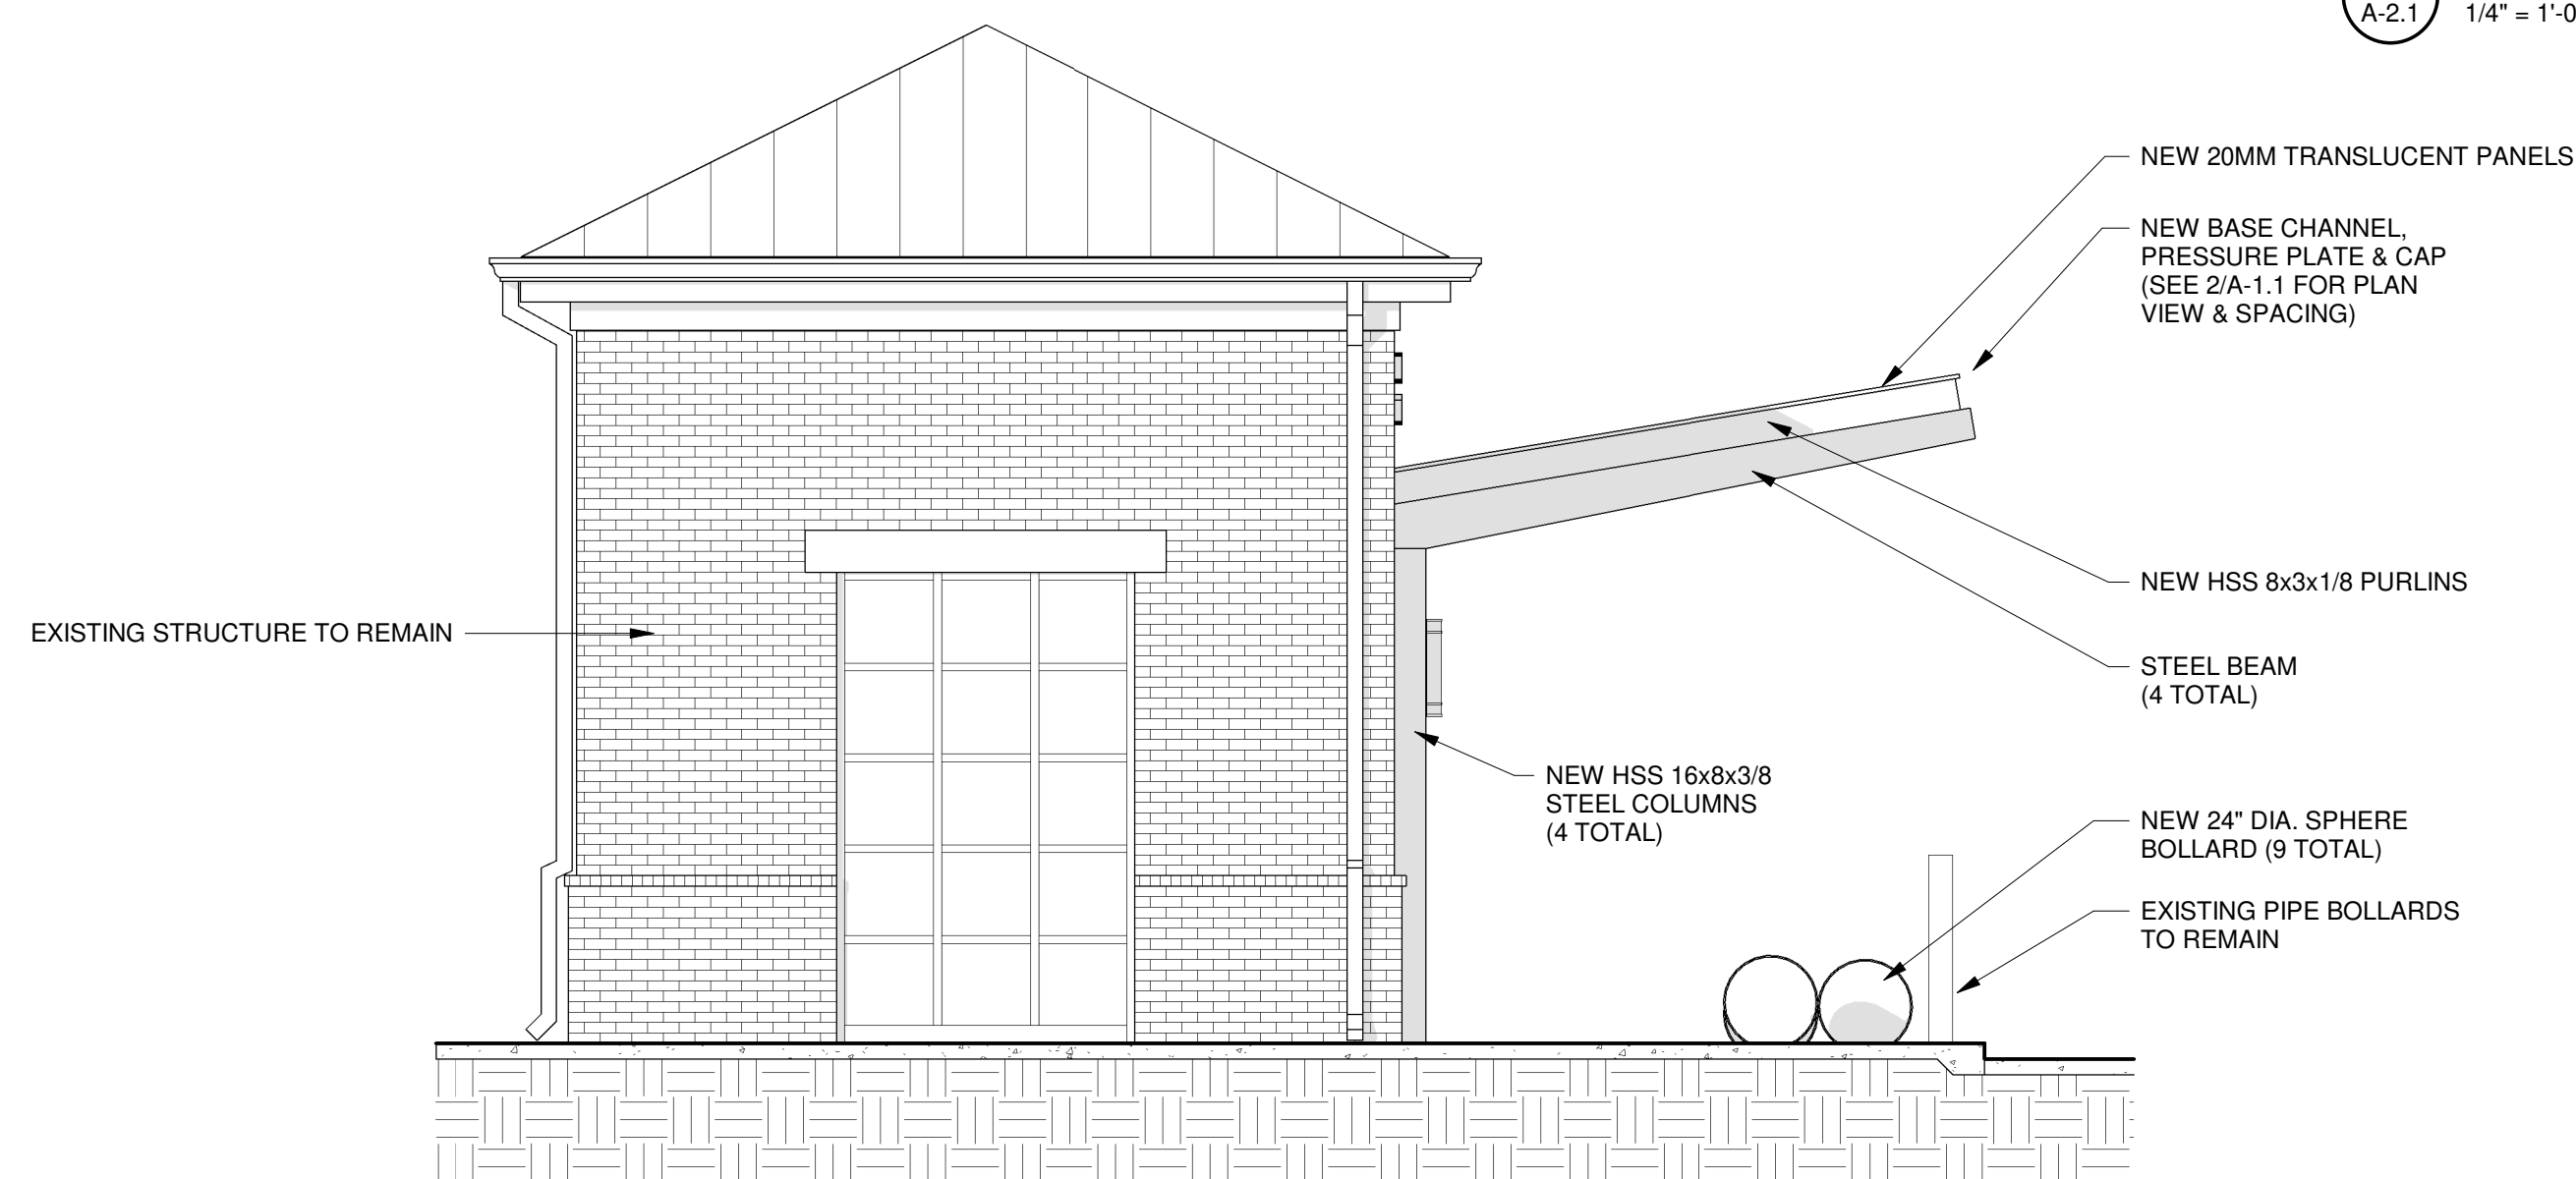 A-2.1
1/4" = 1'-0
NEW 20MM TRANSLUCENT PANELS
NEW BASE CHANNEL,
PRESSURE PLATE & CAP
(SEE 2/A-1.1 FOR PLAN
VIEW & SPACING)
NEW HSS 8x3x1/8 PURLINS
EXISTING STRUCTURE TO REMAIN
STEEL BEAM
(4 TOTAL)
NEW HSS 16x8x3/8
STEEL COLUMNS
(4 TOTAL)
NEW 24" DIA. SPHERE
BOLLARD (9 TOTAL)
EXISTING PIPE BOLLARDS
TO REMAIN